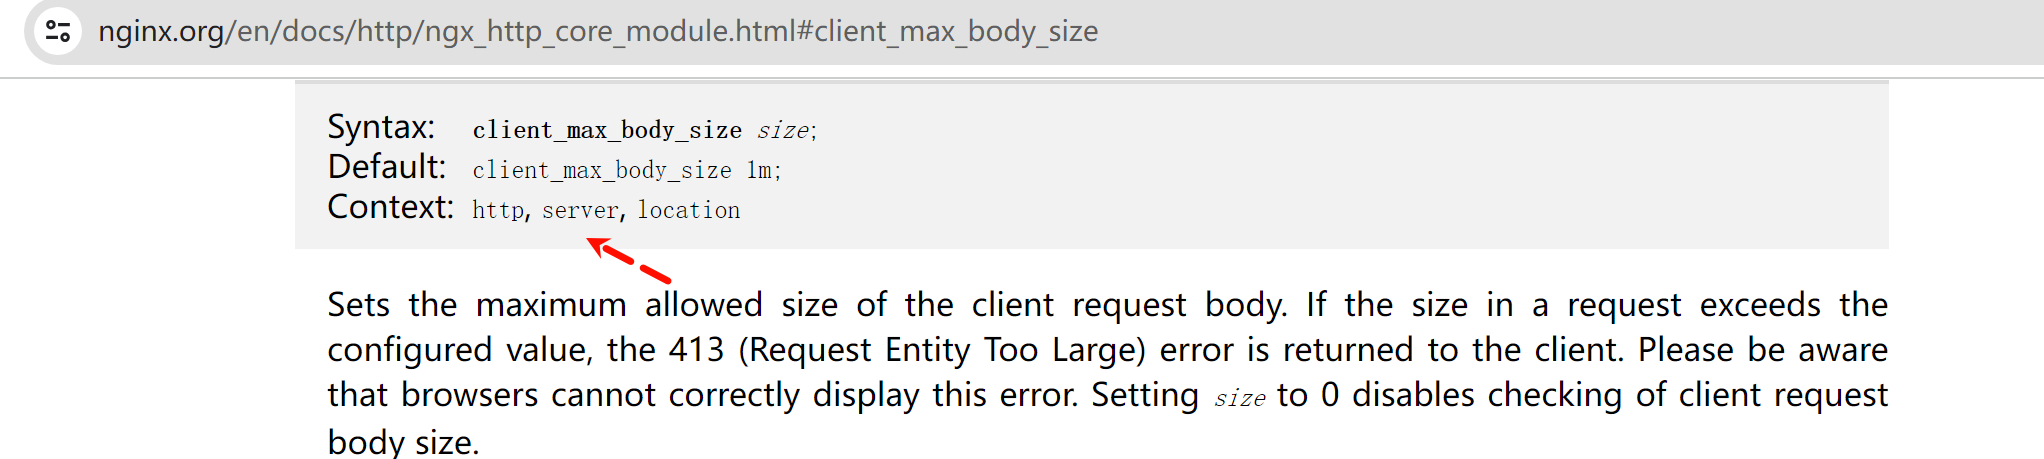 nginx.org/en/docs/http/ngx_http_core_module.html#client_max_body_size
Syntax: client_max_body_size size;
Default: client_max_body_size 1m;
Context: http, server, location
Sets the maximum allowed size of the client request body. If the size in a request exceeds the
configured value, the 413 (Request Entity Too Large) error is returned to the client. Please be aware
that browsers cannot correctly display this error. Setting size to 0 disables checking of client request
body size.